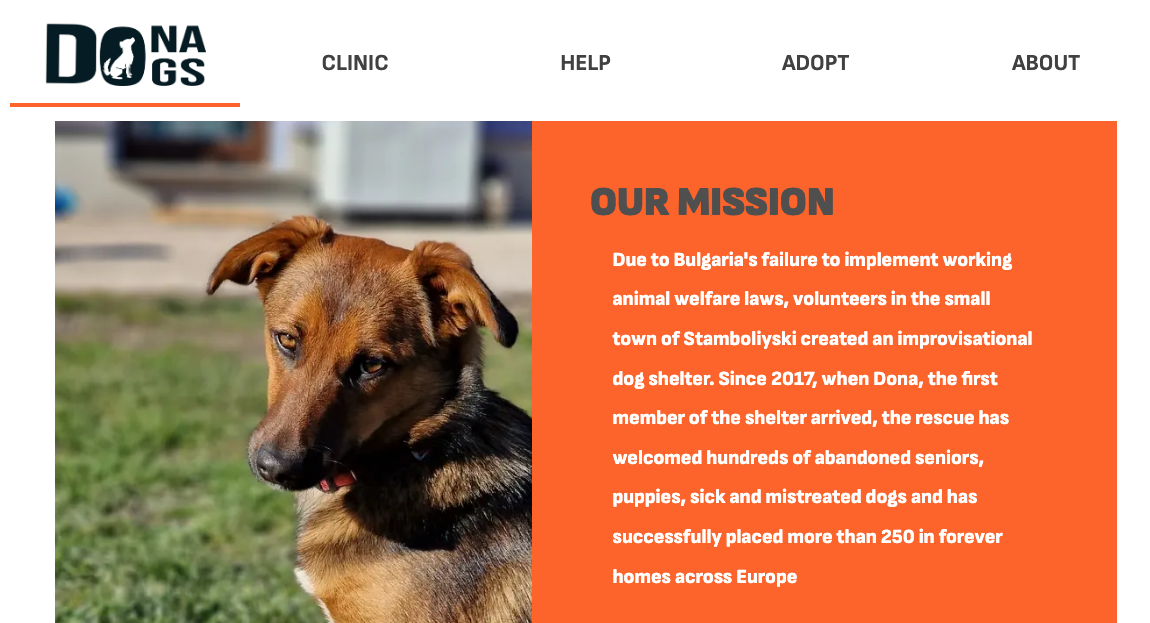 DONA
DOGS
CLINIC
HELP
ADOPT
ABOUT
OUR MISSION
Due to Bulgaria's failure to implement working
animal welfare laws, volunteers in the small
town of Stamboliyski created an improvisational
dog shelter. Since 2017, when Dona, the first
member of the shelter arrived, the rescue has
welcomed hundreds of abandoned seniors,
puppies, sick and mistreated dogs and has
successfully placed more than 250 in forever
homes across Europe